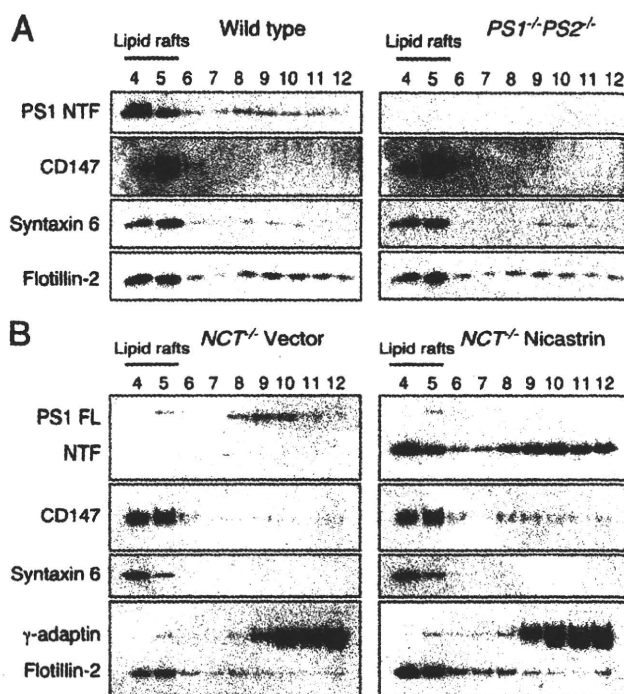 A
Lipid rafts Wild type
4 5 6 7 8 9 10 11 12
Lipid rafts PS1-/-PS2-/-
4 5 6 7 8 9 10 11 12
PS1 NTF
CD147
Syntaxin 6
Flotillin-2
B
Lipid rafts NCT-/- Vector
4 5 6 7 8 9 10 11 12
Lipid rafts NCT-/- Nicastrin
4 5 6 7 8 9 10 11 12
PS1 FL
NTF
CD147
Syntaxin 6
γ-adaptin
Flotillin-2